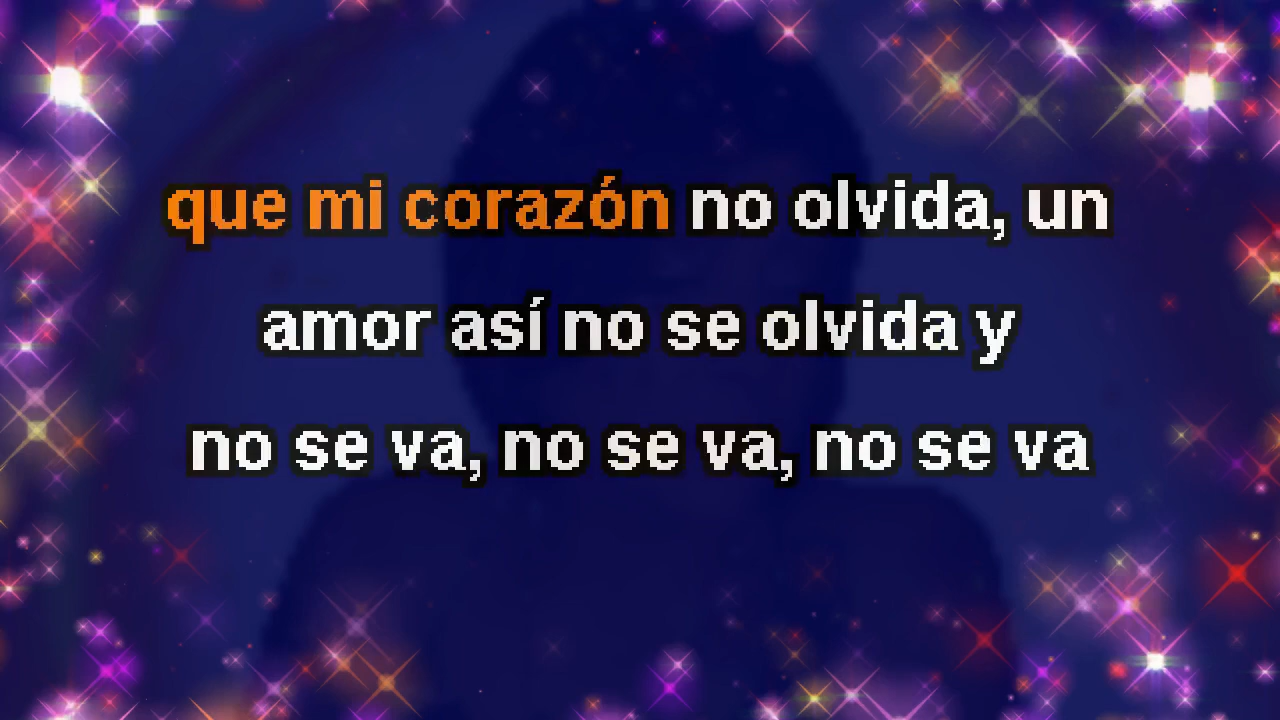 que mi corazón no olvida, un
amor así no se olvida y
no se va, no se va, no se va